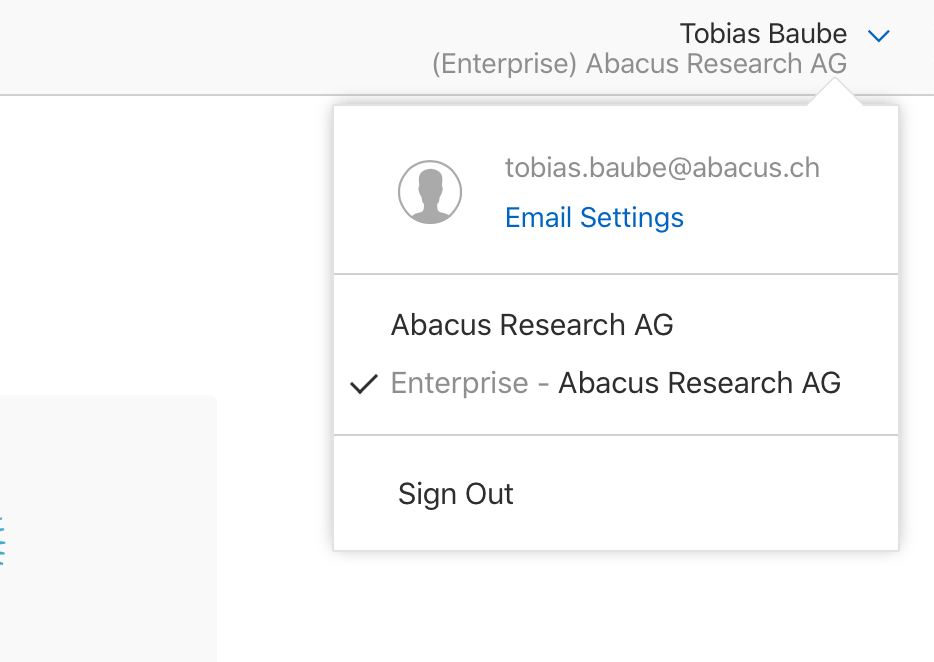 Tobias Baube
(Enterprise) Abacus Research AG
tobias.baube@abacus.ch
Email Settings
Abacus Research AG
Enterprise - Abacus Research AG
Sign Out